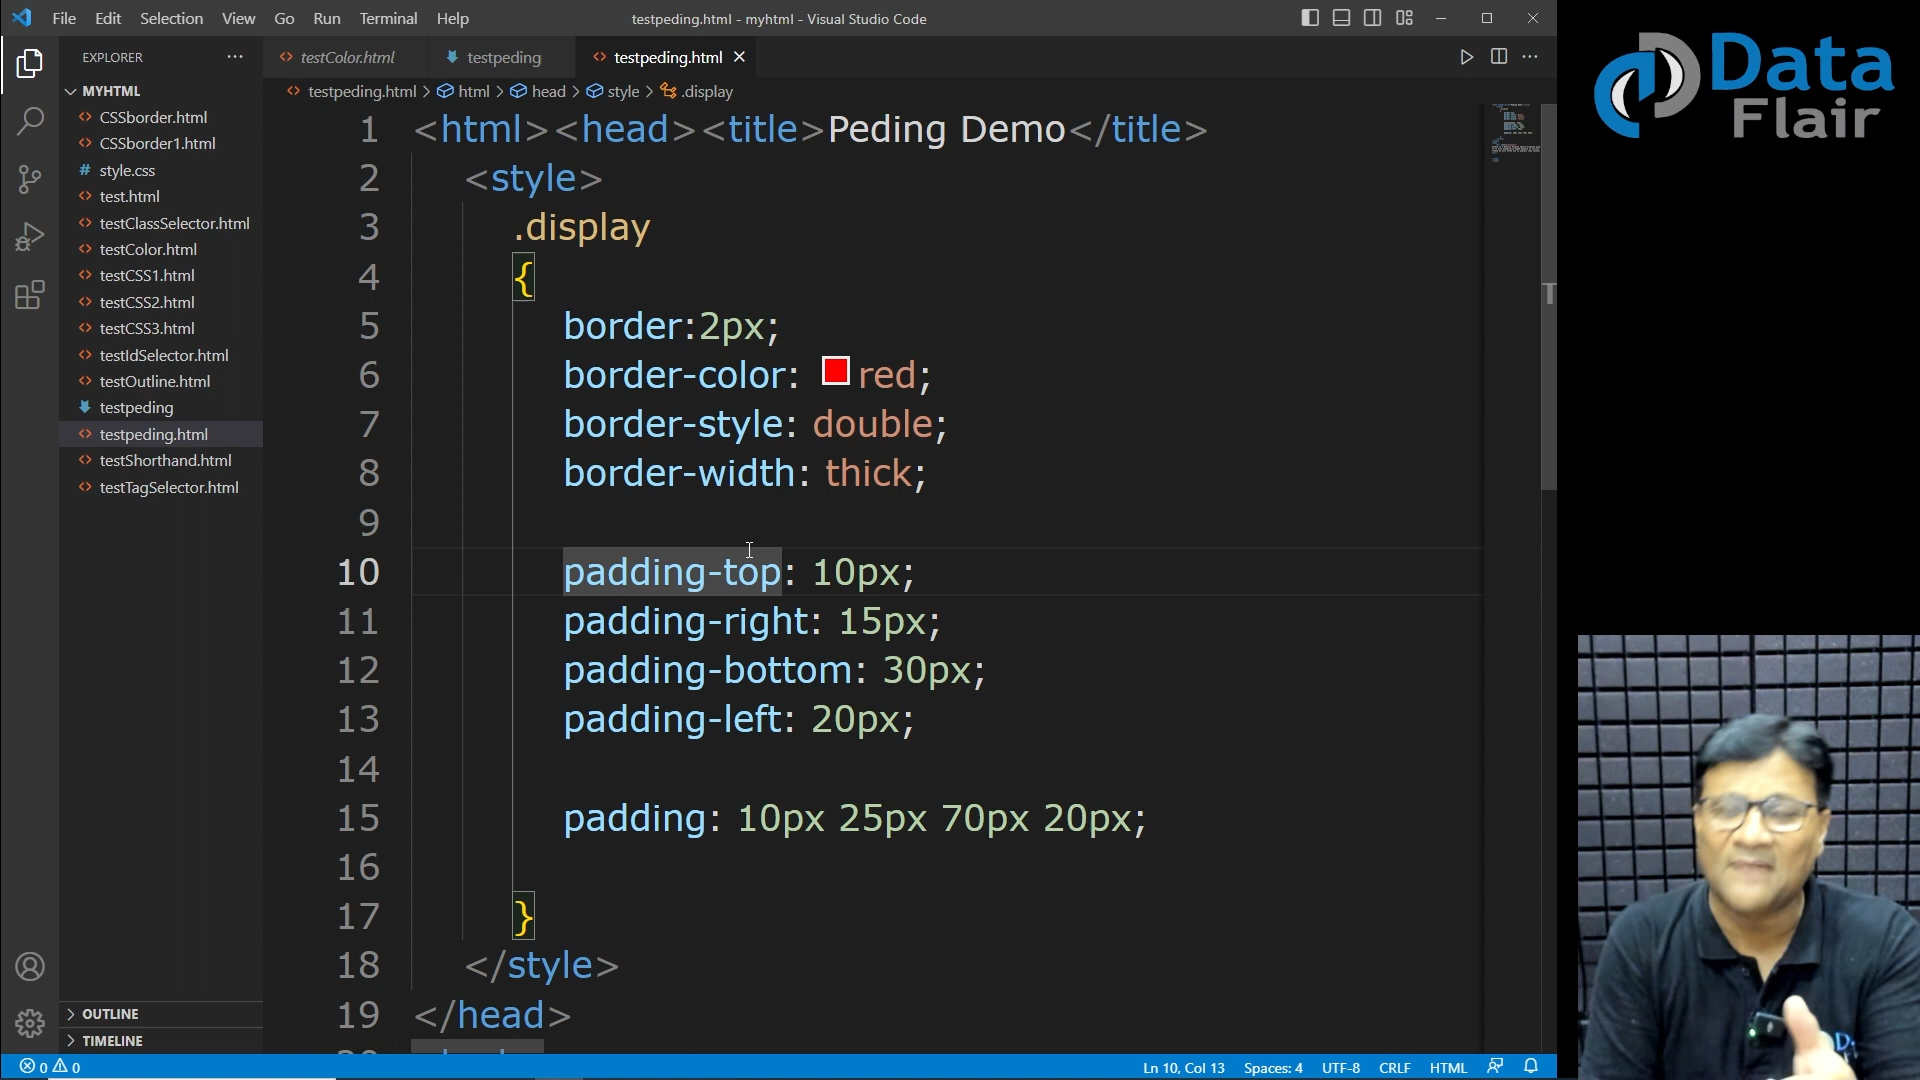 File Edit Selection View Go Run Terminal Help
testpeding.html - myhtml - Visual Studio Code
EXPLORER
testColor.html
testpeding
testpeding.html
MYHTML
testpeding.html > html > head > style > .display
CSSborder.html
CSSborder1.html
style.css
test.html
testClassSelector.html
testColor.html
testCSS1.html
testCSS2.html
testCSS3.html
testIdSelector.html
testOutline.html
testpeding
testpeding.html
testShorthand.html
testTagSelector.html
OUTLINE
TIMELINE
1 <html><head><title>Peding Demo</title>
2 <style>
3 .display
4 {
5 border:2px;
6 border-color: red;
7 border-style: double;
8 border-width: thick;
9
10 padding-top: 10px;
11 padding-right: 15px;
12 padding-bottom: 30px;
13 padding-left: 20px;
14
15 padding: 10px 25px 70px 20px;
16
17 }
18 </style>
19 </head>
0 0
Ln 10, Col 13 Spaces: 4 UTF-8 CRLF HTML
Data
Flair